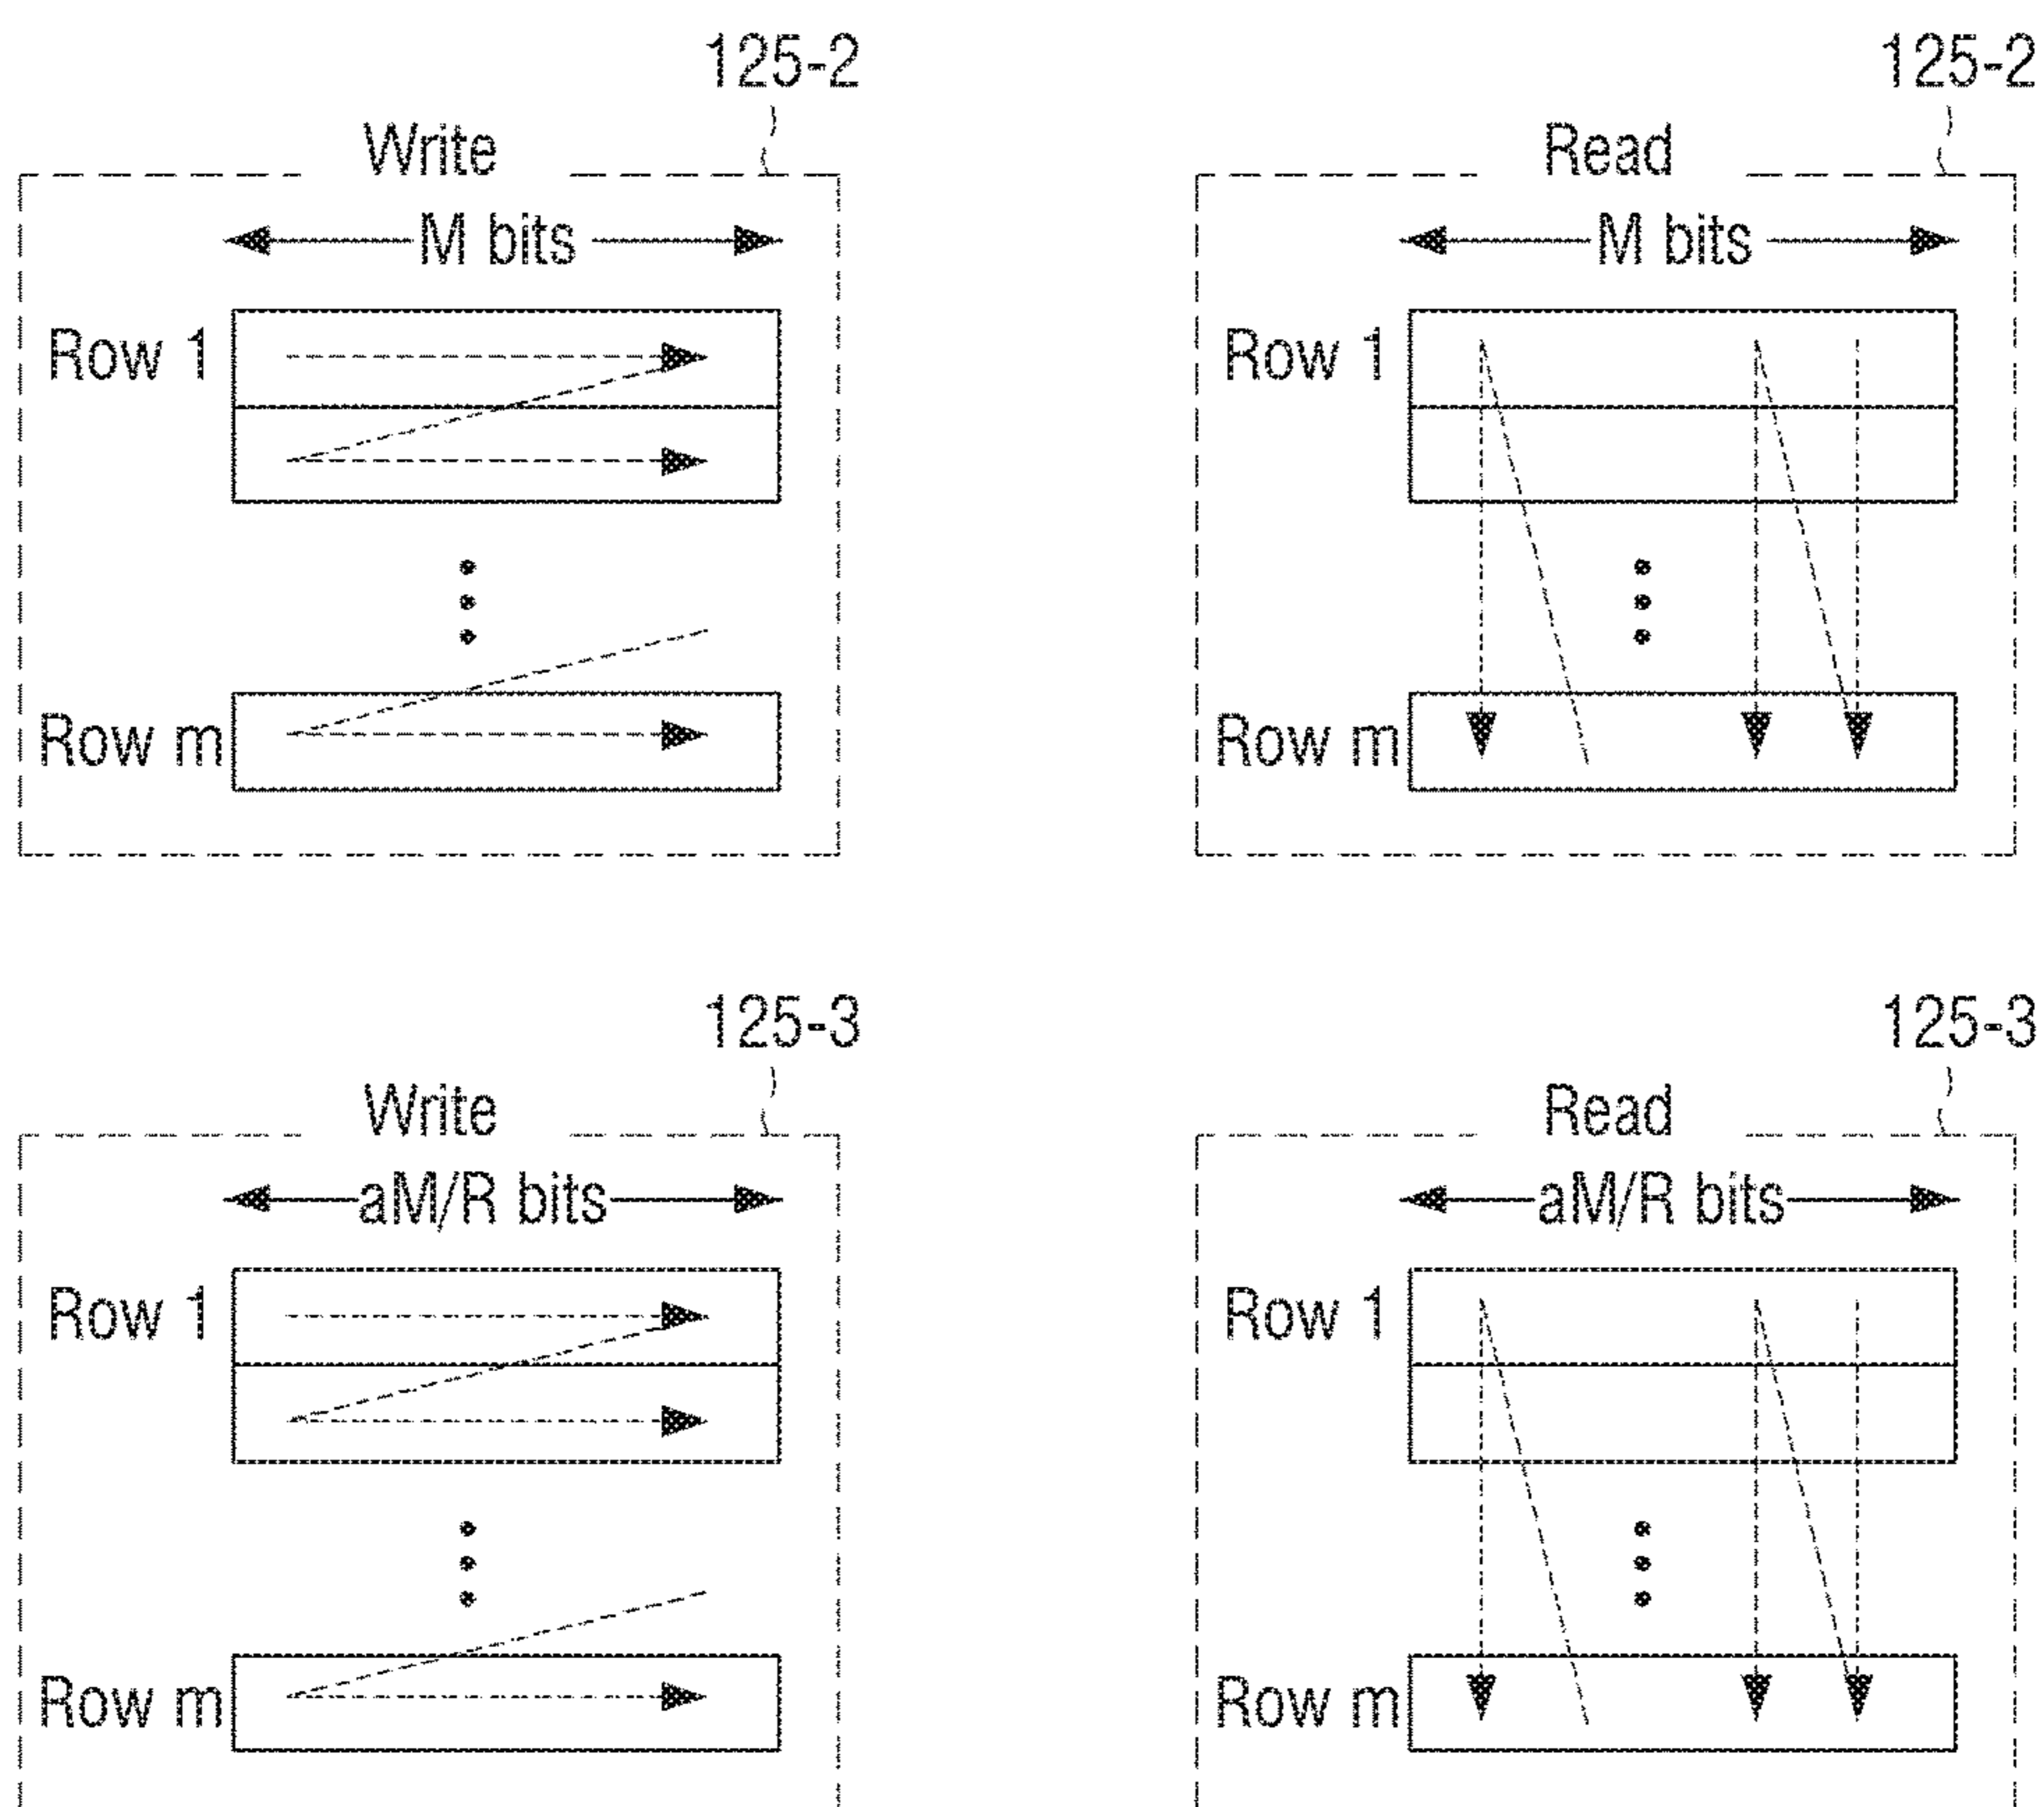 125-2
Write
M bits
Row 1
Row m
125-2
Read
M bits
Row 1
Row m
125-3
Write
aM/R bits
Row 1
Row m
125-3
Read
aM/R bits
Row 1
Row m